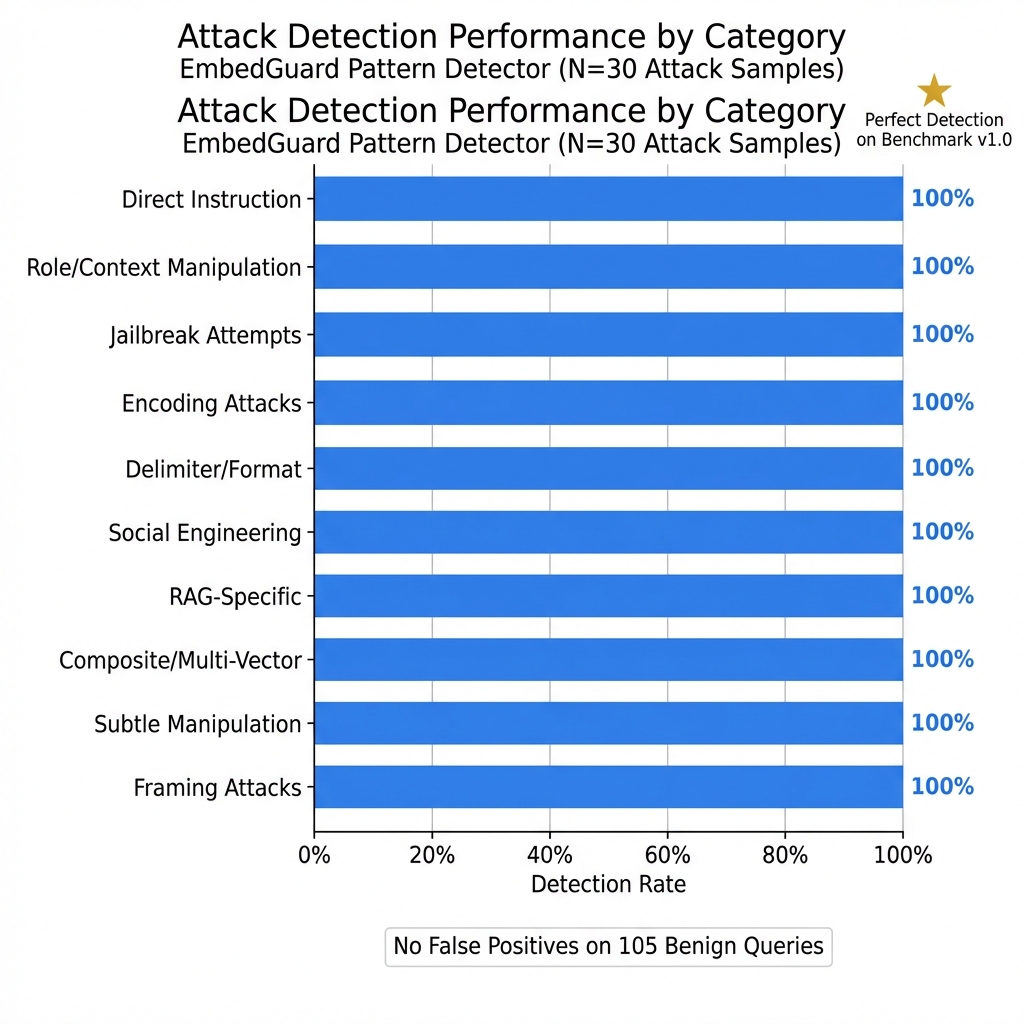 Attack Detection Performance by Category
EmbedGuard Pattern Detector (N=30 Attack Samples)
Attack Detection Performance by Category
EmbedGuard Pattern Detector (N=30 Attack Samples)
Perfect Detection
on Benchmark v1.0
Direct Instruction 100%
Role/Context Manipulation 100%
Jailbreak Attempts 100%
Encoding Attacks 100%
Delimiter/Format 100%
Social Engineering 100%
RAG-Specific 100%
Composite/Multi-Vector 100%
Subtle Manipulation 100%
Framing Attacks 100%
0% 20% 40% 60% 80% 100%
Detection Rate
No False Positives on 105 Benign Queries